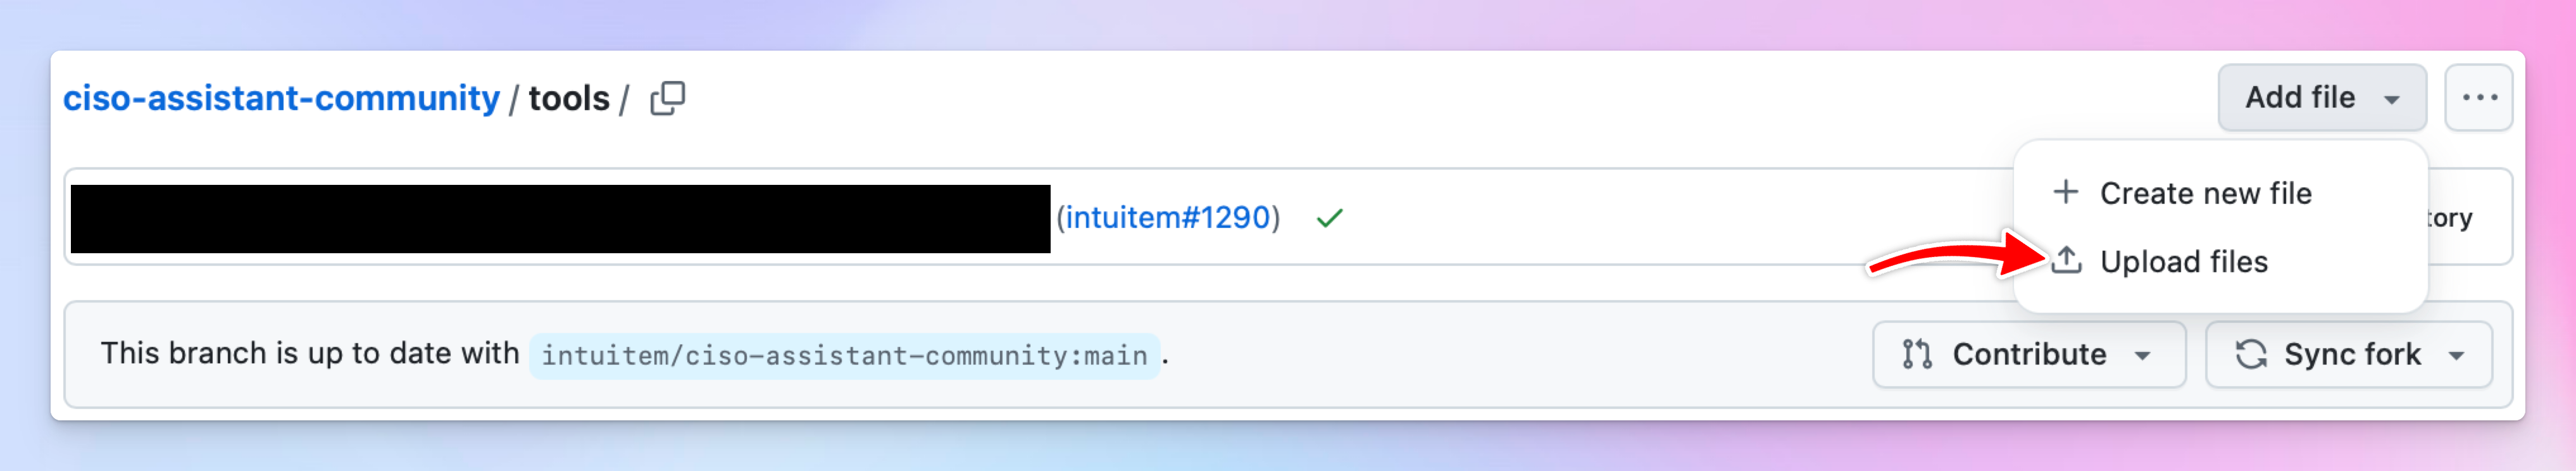 ciso-assistant-community / tools /
Add file
Create new file
(intuitem#1290)
Upload files
This branch is up to date with intuitem/ciso-assistant-community:main .
Contribute
Sync fork